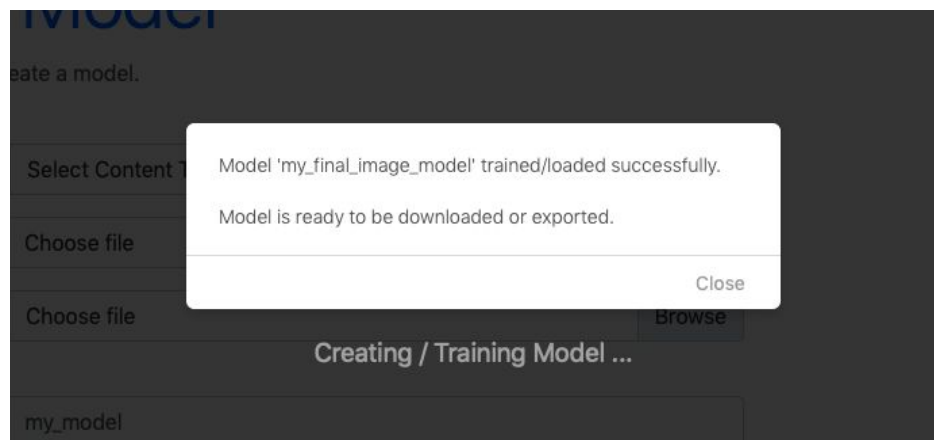 Model
eate a model.
Model 'my_final_image_model' trained/loaded successfully.
Select Content T
Model is ready to be downloaded or exported.
Choose file
Close
Choose file
Browse
Creating / Training Model ...
my_model